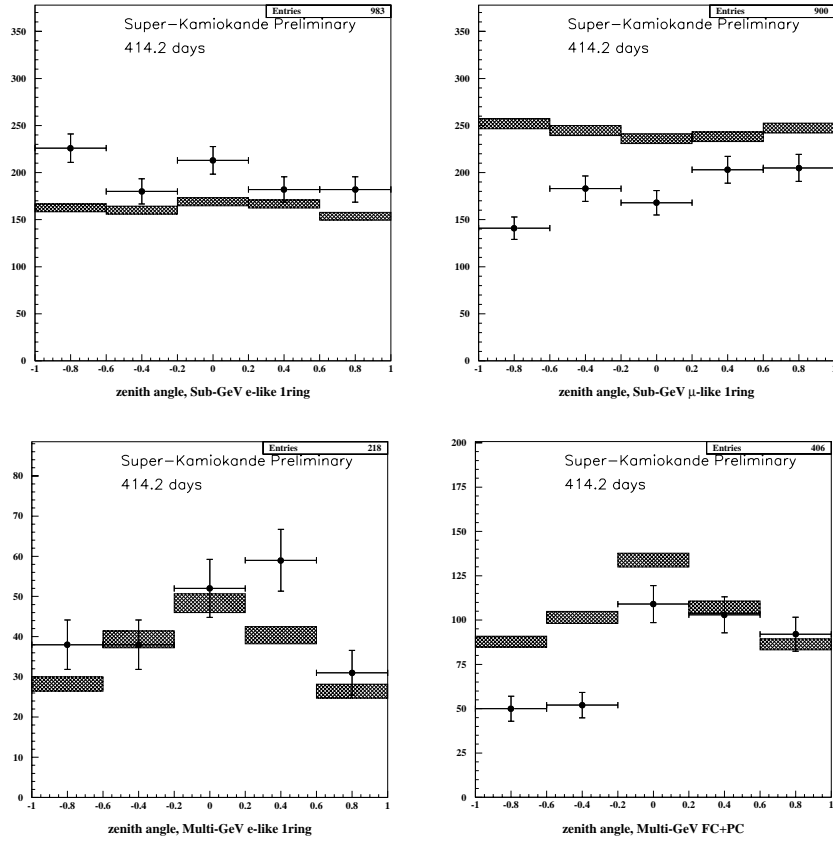 Entries 983
Super-Kamiokande Preliminary
414.2 days
350
300
250
200
150
100
50
0
-1 -0.8 -0.6 -0.4 -0.2 0 0.2 0.4 0.6 0.8 1
zenith angle, Sub-GeV e-like 1ring
Entries 900
Super-Kamiokande Preliminary
414.2 days
350
300
250
200
150
100
50
0
-1 -0.8 -0.6 -0.4 -0.2 0 0.2 0.4 0.6 0.8 1
zenith angle, Sub-GeV μ-like 1ring
Entries 218
Super-Kamiokande Preliminary
414.2 days
80
70
60
50
40
30
20
10
0
-1 -0.8 -0.6 -0.4 -0.2 0 0.2 0.4 0.6 0.8 1
zenith angle, Multi-GeV e-like 1ring
Entries 406
Super-Kamiokande Preliminary
414.2 days
200
175
150
125
100
75
50
25
0
-1 -0.8 -0.6 -0.4 -0.2 0 0.2 0.4 0.6 0.8 1
zenith angle, Multi-GeV FC+PC